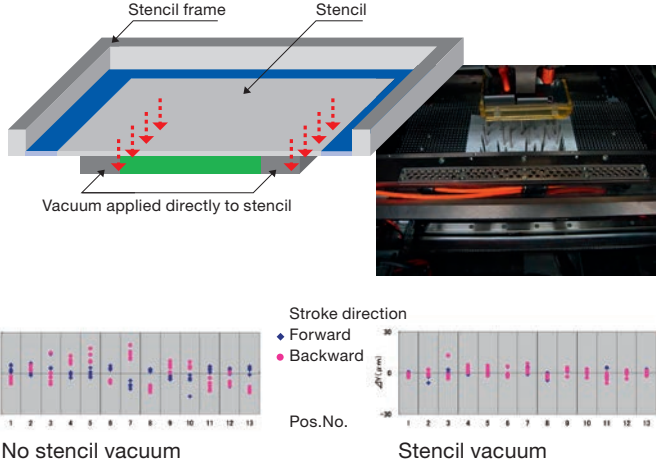 Stencil frame
Stencil
Vacuum applied directly to stencil
Stroke direction
Forward
Backward
Pos.No.
30
ΔY(μm)
0
-30
1 2 3 4 5 6 7 8 9 10 11 12 13
1 2 3 4 5 6 7 8 9 10 11 12 13
No stencil vacuum
Stencil vacuum